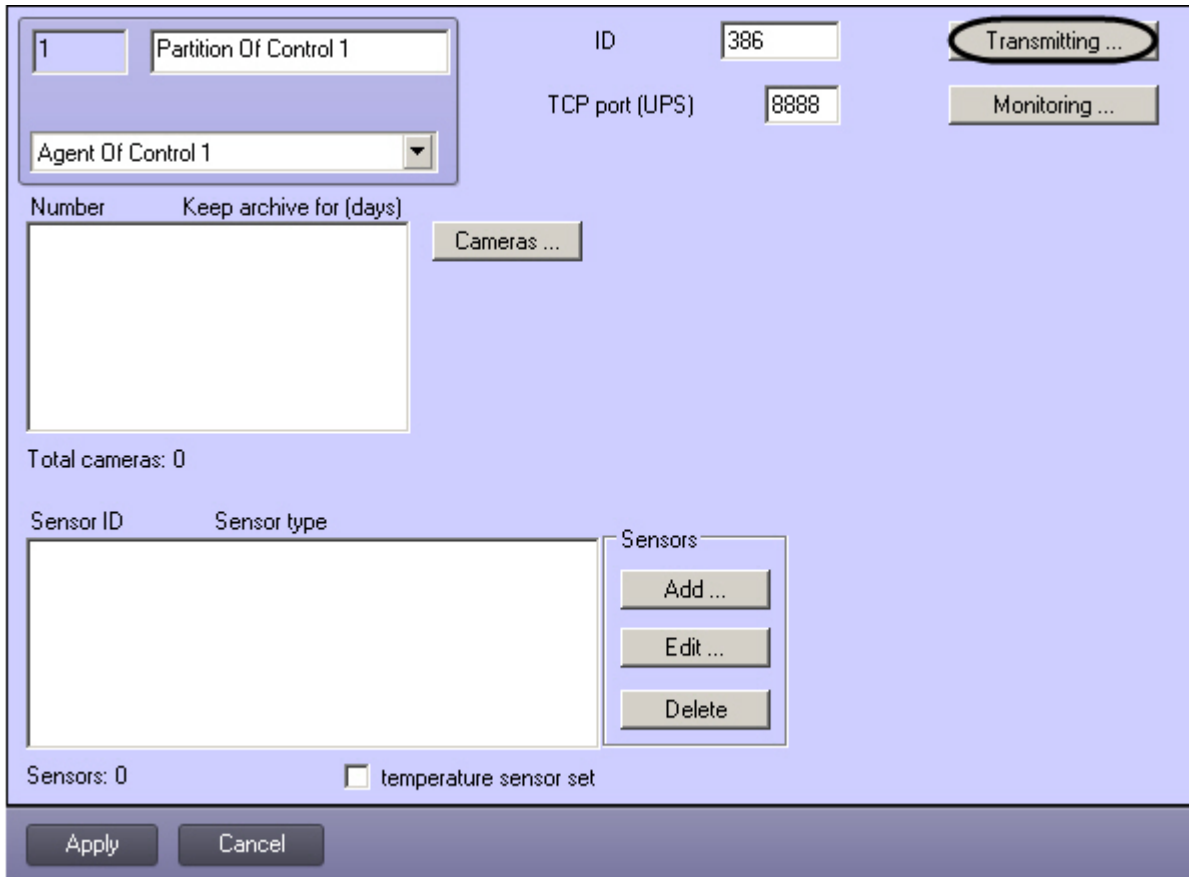 1 Partition Of Control 1 ID 386 Transmitting ...
TCP port (UPS) 8888 Monitoring ...
Agent Of Control 1
Number Keep archive for (days)
Cameras ...
Total cameras: 0
Sensor ID Sensor type
Sensors
Add ...
Edit ...
Delete
Sensors: 0 temperature sensor set
Apply Cancel